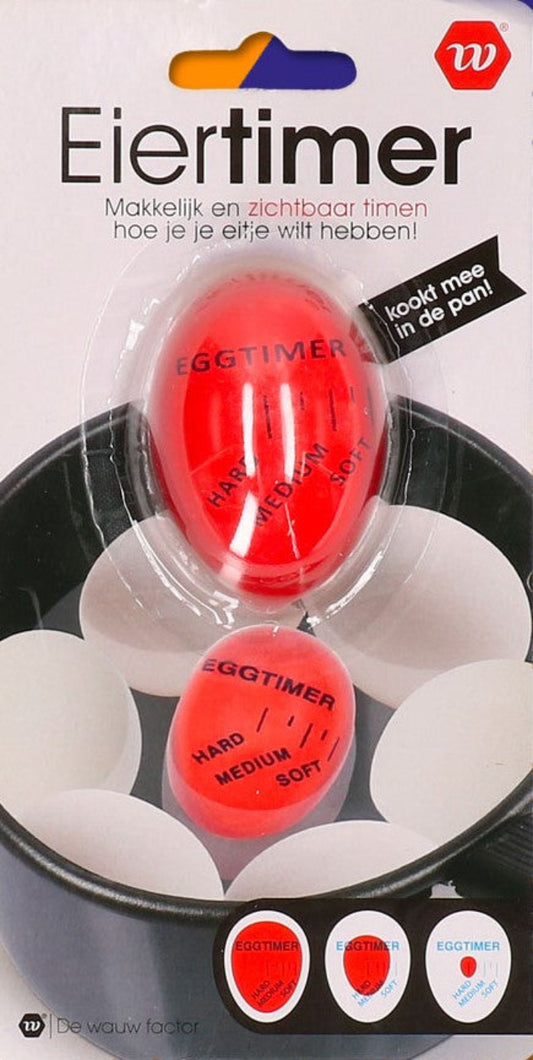 w
Eiertimer
Makkelijk en zichtbaar timen
hoe je je eitje wilt hebben!
kookt mee
in de pan!
EGGTIMER
HARD
MEDIUM
SOFT
EGGTIMER
HARD
MEDIUM
SOFT
EGGTIMER
HARD
MEDIUM
SOFT
EGGTIMER
HARD
MEDIUM
SOFT
EGGTIMER
HARD
MEDIUM
SOFT
w De wauw factor